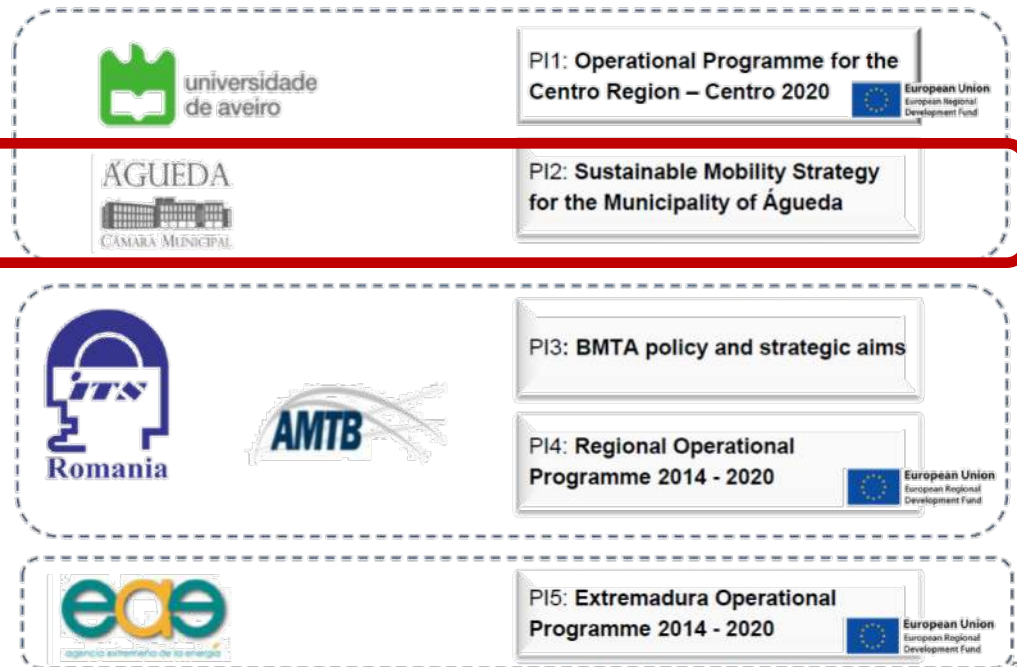 universidade
de aveiro
PI1: Operational Programme for the
Centro Region – Centro 2020
European Union
European Regional
Development Fund
ÁGUEDA
CÂMARA MUNICIPAL
PI2: Sustainable Mobility Strategy
for the Municipality of Águeda
its
Romania
AMTB
PI3: BMTA policy and strategic aims
PI4: Regional Operational
Programme 2014 - 2020
European Union
European Regional
Development Fund
eae
agencia extremeña de la energía
PI5: Extremadura Operational
Programme 2014 - 2020
European Union
European Regional
Development Fund